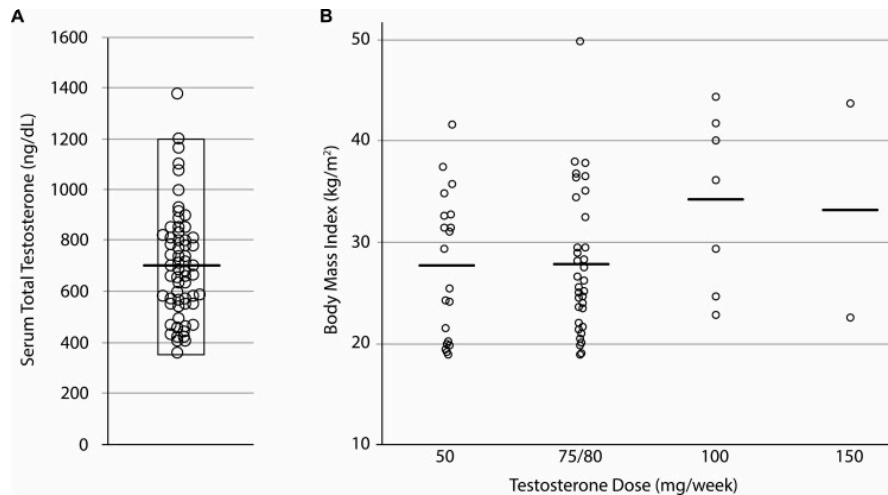 A
Serum Total Testosterone (ng/dL)
1600
1400
1200
1000
800
600
400
200
0
B
Body Mass Index (kg/m²)
50
40
30
20
10
50 75/80 100 150
Testosterone Dose (mg/week)